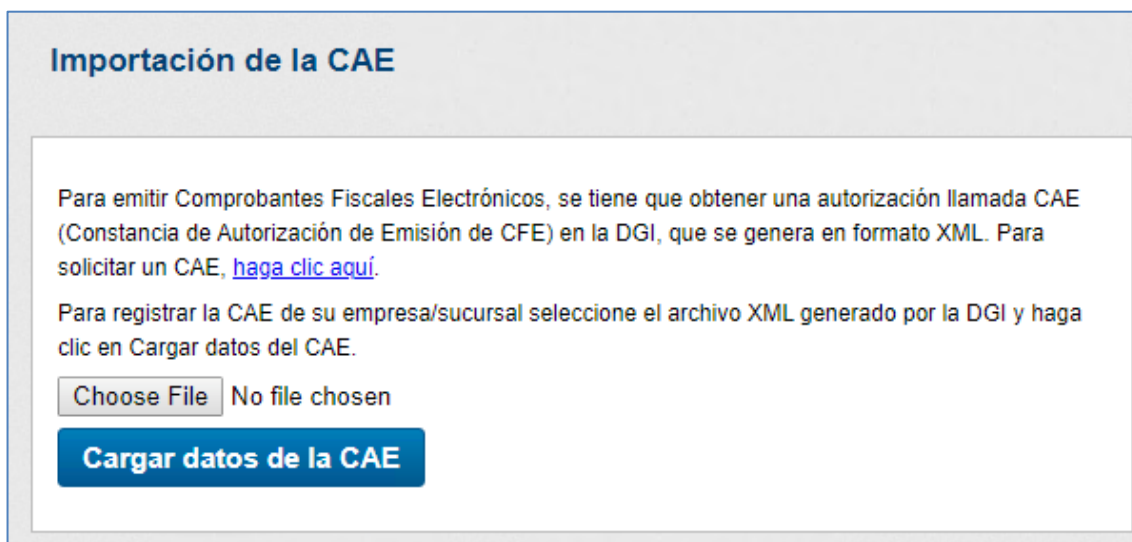 Importación de la CAE
Para emitir Comprobantes Fiscales Electrónicos, se tiene que obtener una autorización llamada CAE
(Constancia de Autorización de Emisión de CFE) en la DGI, que se genera en formato XML. Para
solicitar un CAE, haga clic aquí.
Para registrar la CAE de su empresa/sucursal seleccione el archivo XML generado por la DGI y haga
clic en Cargar datos del CAE.
Choose File No file chosen
Cargar datos de la CAE